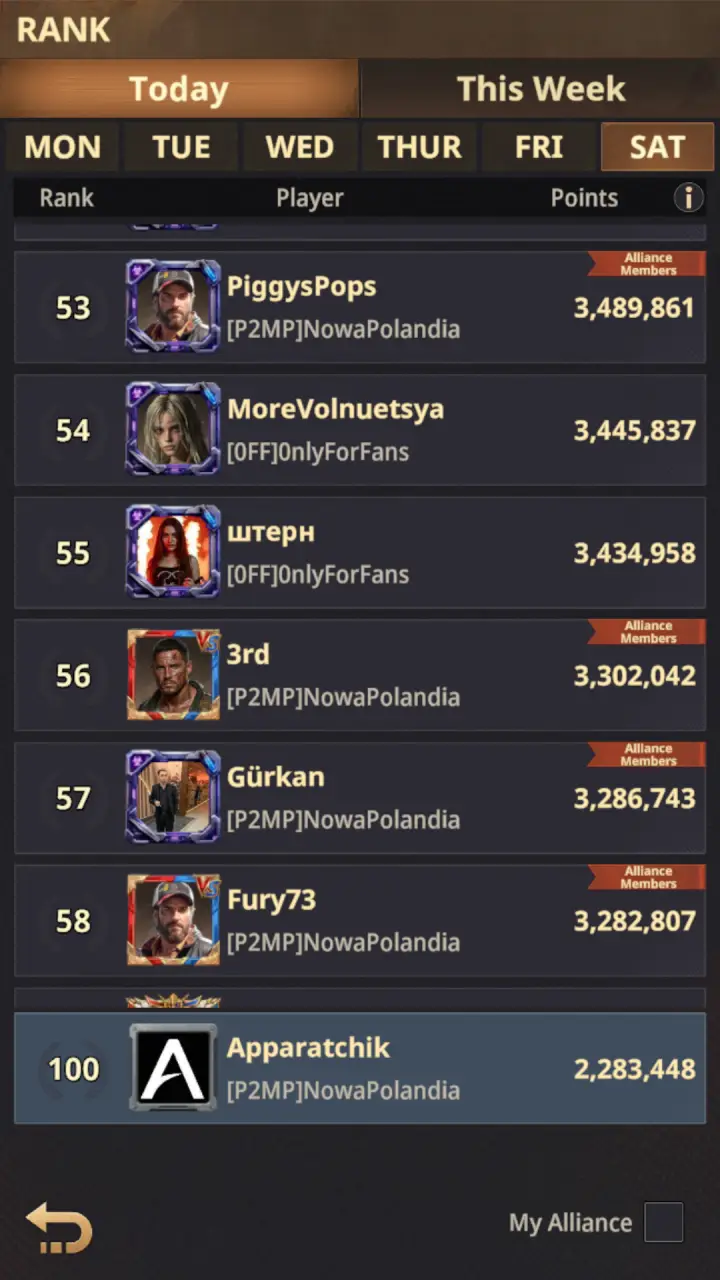 RANK
Today This Week
MON TUE WED THUR FRI SAT
Rank Player Points i
Alliance
Members
53 PiggysPops 3,489,861
[P2MP]NowaPolandia
54 MoreVolnuetsya 3,445,837
[0FF]0nlyForFans
55 штерн 3,434,958
[0FF]0nlyForFans
Alliance
Members
56 3rd 3,302,042
VS
[P2MP]NowaPolandia
Alliance
Members
57 Gürkan 3,286,743
[P2MP]NowaPolandia
Alliance
Members
58 Fury73 3,282,807
VS
[P2MP]NowaPolandia
100 Apparatchik 2,283,448
[P2MP]NowaPolandia
My Alliance